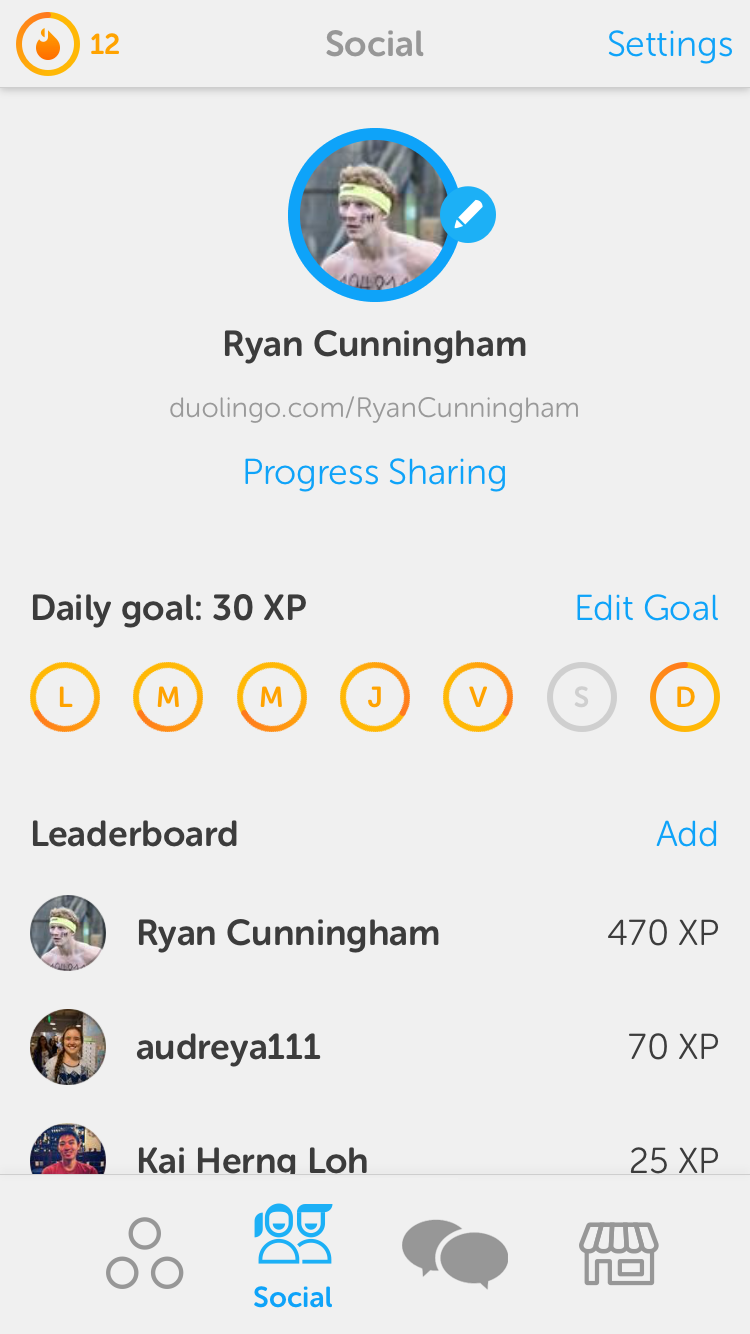 12
Social
Settings
Ryan Cunningham
duolingo.com/RyanCunningham
Progress Sharing
Daily goal: 30 XP
Edit Goal
L M M J V S D
Leaderboard
Add
Ryan Cunningham
470 XP
audreya111
70 XP
Kai Herng Loh
25 XP
Social